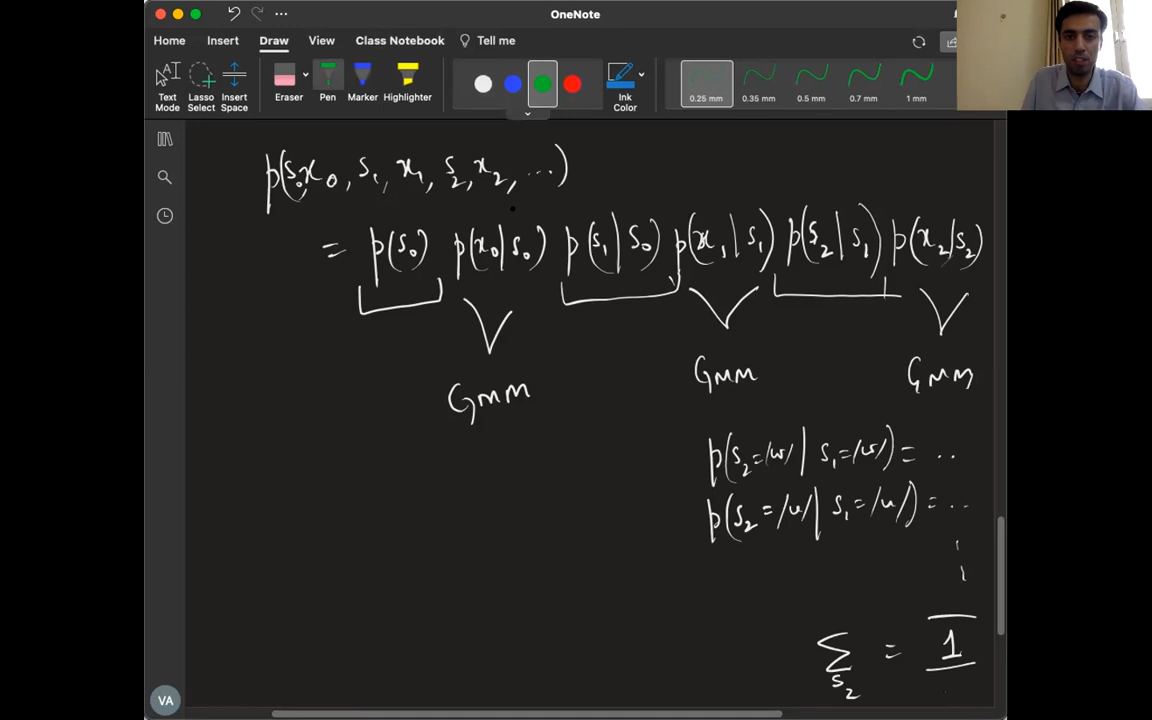 OneNote
Home Insert Draw View Class Notebook Tell me
Text Mode Lasso Select Insert Space Eraser Pen Marker Highlighter Ink Color 0.25 mm 0.35 mm 0.5 mm 0.7 mm 1 mm
p(s₀,x₀, s₁, x₁, s₂, x₂, ...)
= p(s₀) p(x₀|s₀) p(s₁|s₀) p(x₁|s₁) p(s₂|s₁) p(x₂|s₂)
GMM GMM GMM
p(s₂=/w/ | s₁=/w/) = ..
p(s₂=/u/ | s₁=/u/) = ..
∑ = 1
s₂
VA